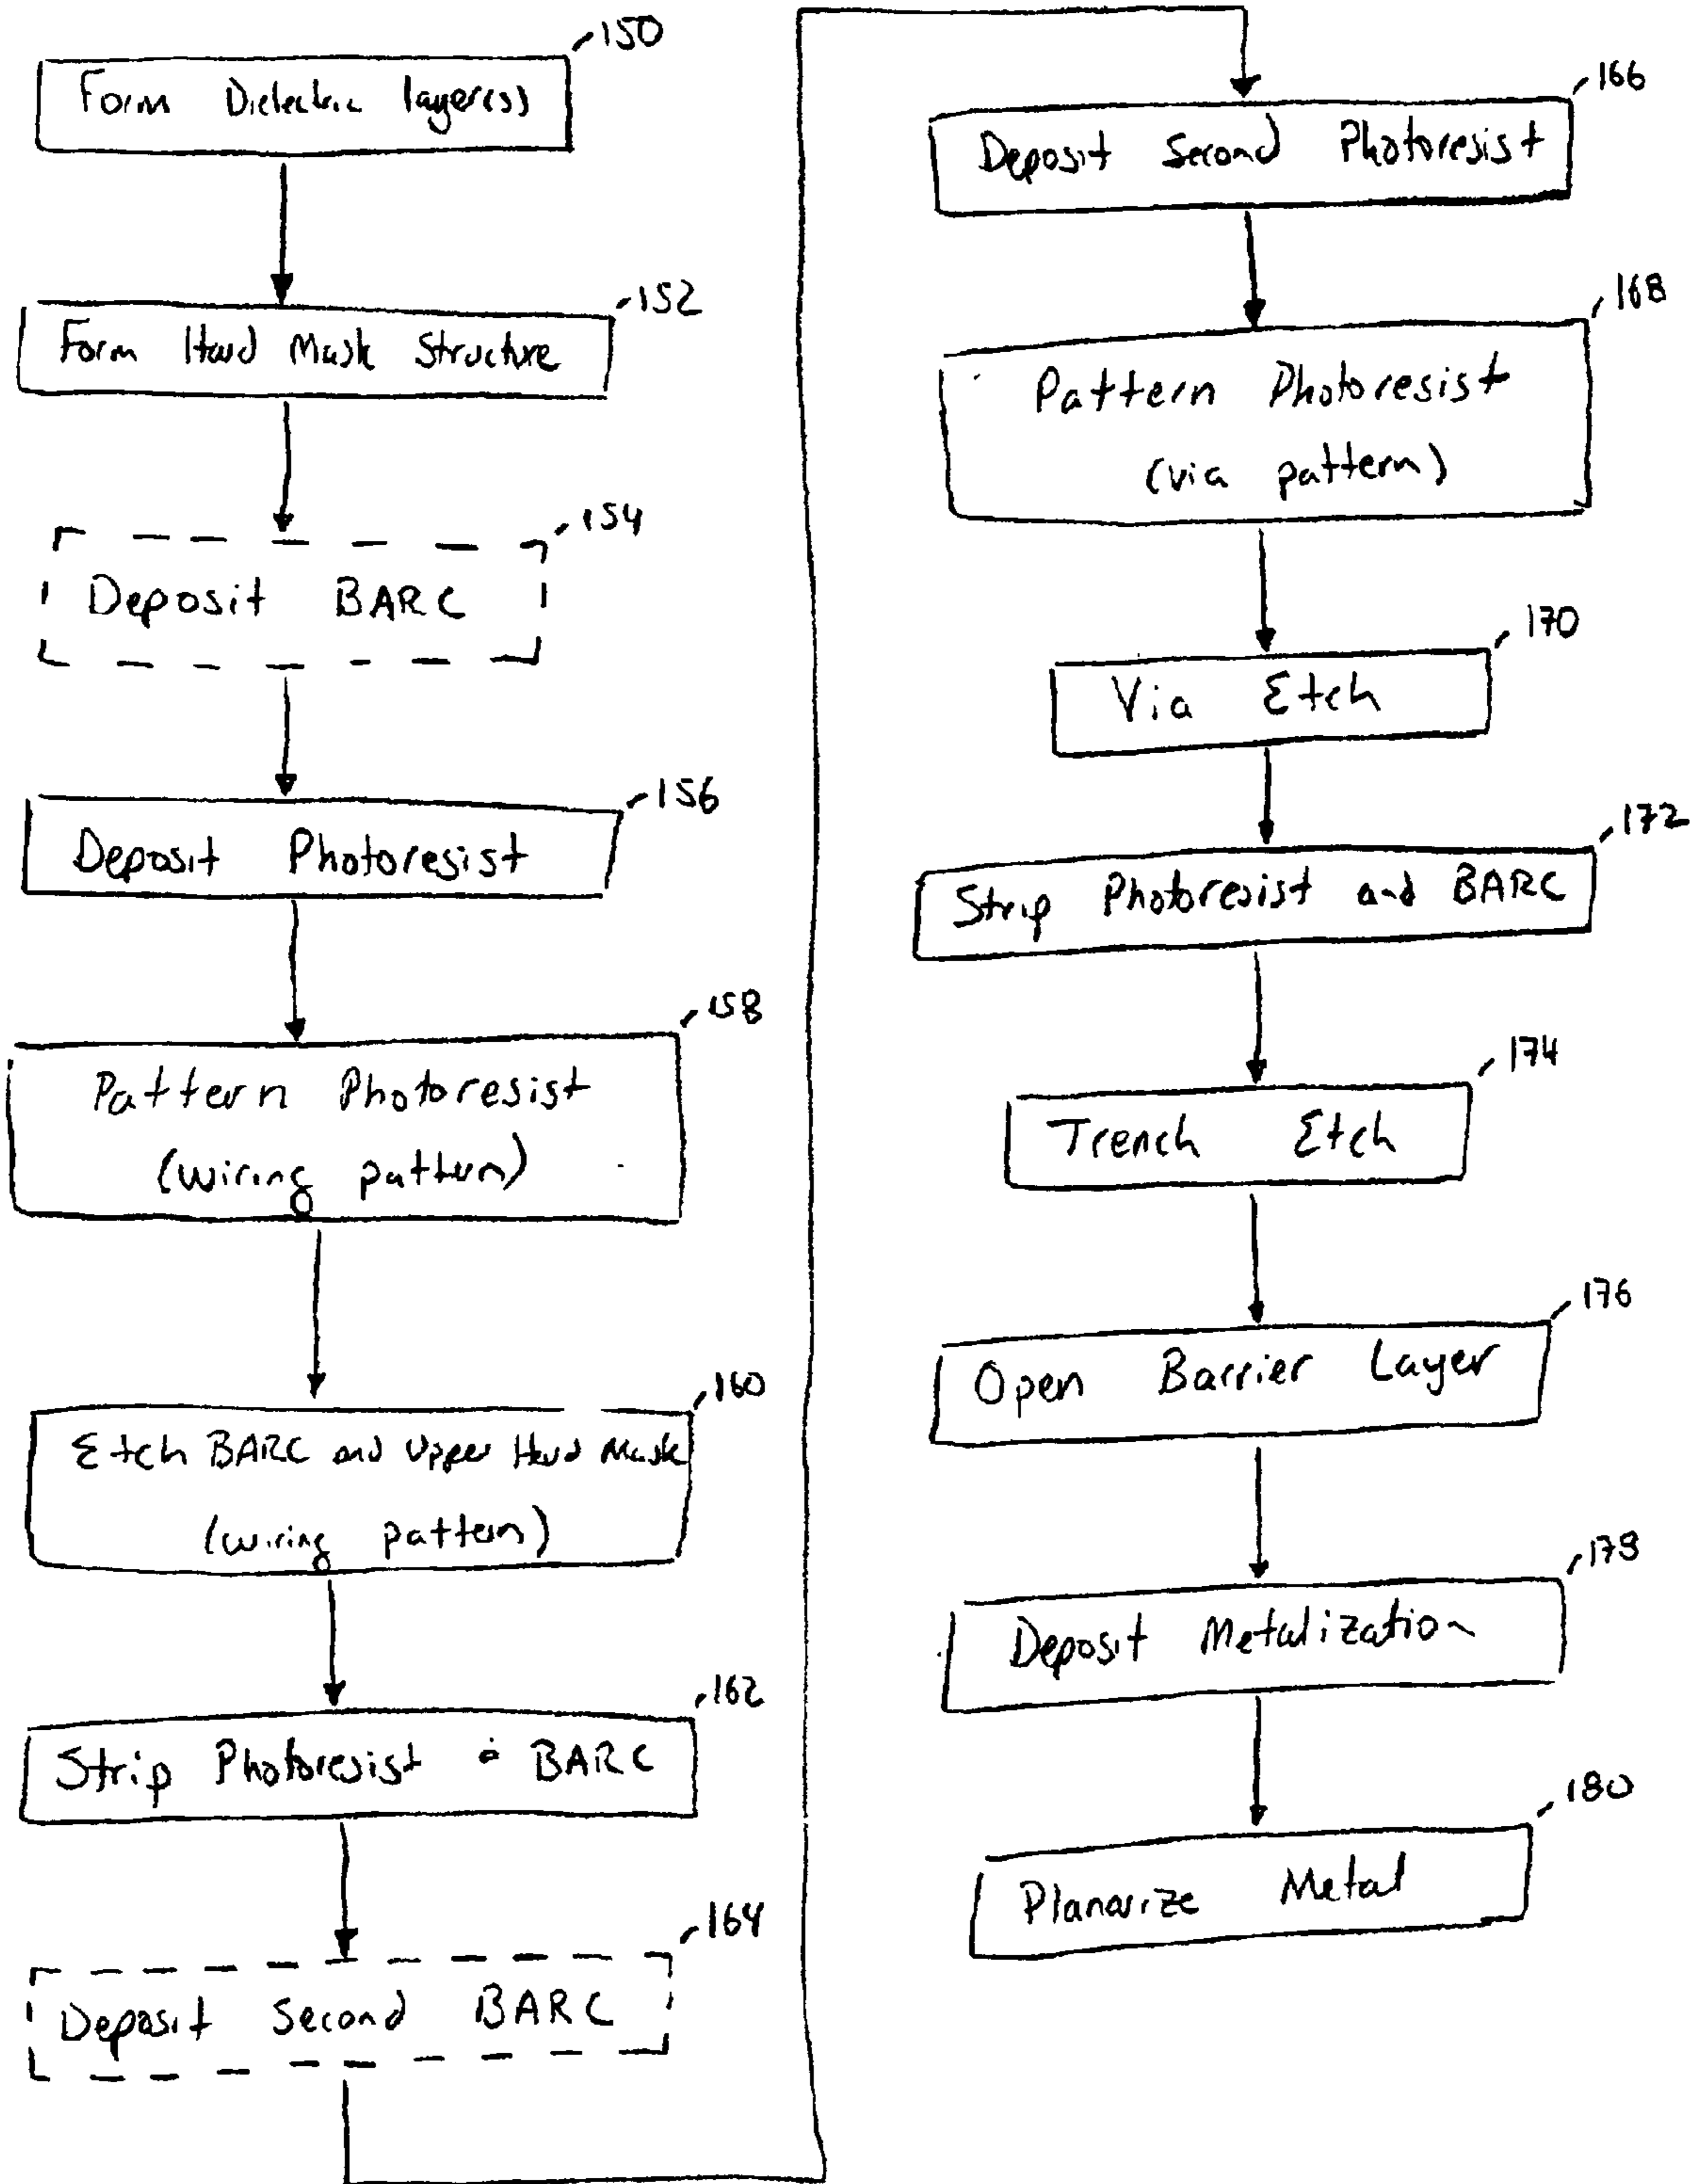 150
Form Dielectric layer(s)
152
Form Hard Mask Structure
154
Deposit BARC
156
Deposit Photoresist
158
Pattern Photoresist
(wiring pattern)
160
Etch BARC and Upper Hard Mask
(wiring pattern)
162
Strip Photoresist & BARC
164
Deposit Second BARC
166
Deposit Second Photoresist
168
Pattern Photoresist
(via pattern)
170
Via Etch
172
Strip Photoresist and BARC
174
Trench Etch
176
Open Barrier Layer
178
Deposit Metalization
180
Planarize Metal